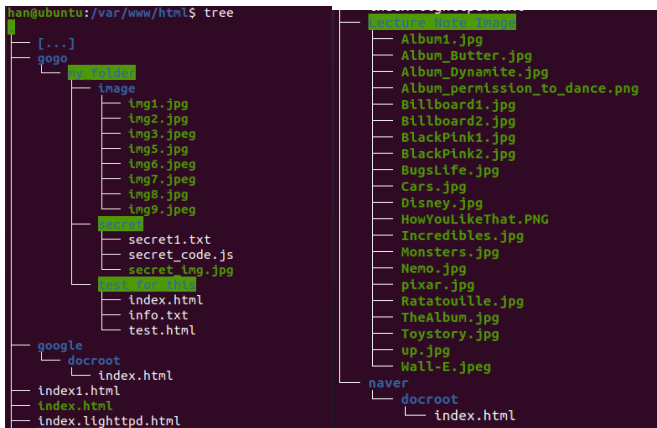 han@ubuntu:/var/www/html$ tree
[...]
gogo
my folder
image
img1.jpg
img2.jpg
img3.jpeg
img5.jpg
img6.jpeg
img7.jpeg
img8.jpg
img9.jpeg
secret
secret1.txt
secret_code.js
secret_img.jpg
test for this
index.html
info.txt
test.html
google
docroot
index.html
index1.html
index.html
index.lighttpd.html
Lecture Note Image
Album1.jpg
Album_Butter.jpg
Album_Dynamite.jpg
Album_permission_to_dance.png
Billboard1.jpg
Billboard2.jpg
BlackPink1.jpg
BlackPink2.jpg
BugsLife.jpg
Cars.jpg
Disney.jpg
HowYouLikeThat.PNG
Incredibles.jpg
Monsters.jpg
Nemo.jpg
pixar.jpg
Ratatouille.jpg
TheAlbum.jpg
Toystory.jpg
up.jpg
Wall-E.jpeg
naver
docroot
index.html